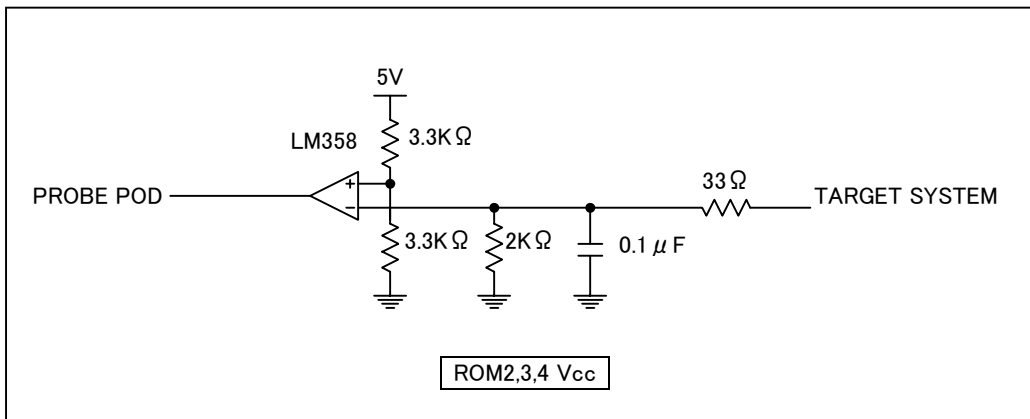 5V
LM358
3.3KΩ
33Ω
PROBE POD
+
-
TARGET SYSTEM
3.3KΩ
2KΩ
0.1μF
ROM2,3,4 Vcc